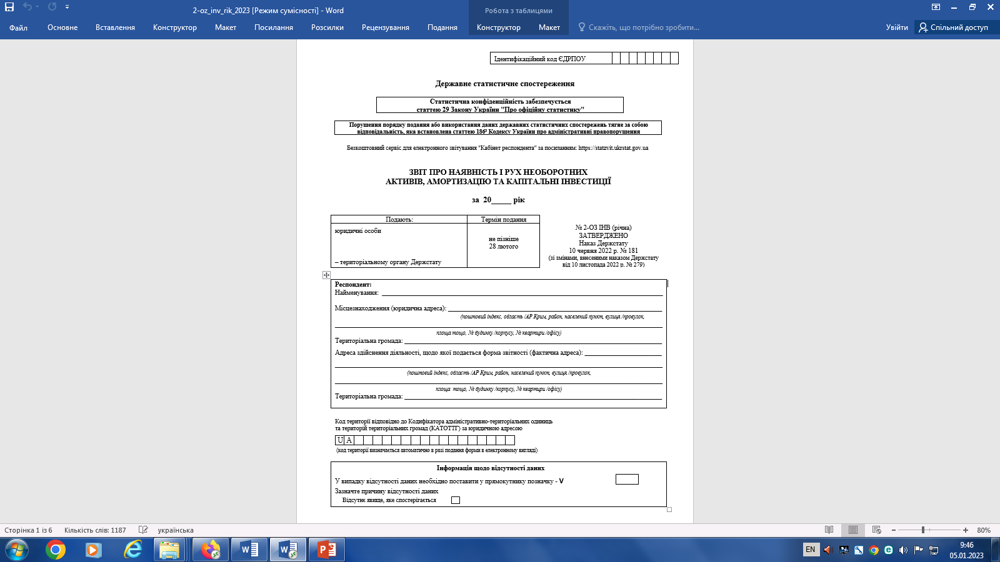 2-oz_inv_rik_2023 [Режим сумісності] - Word
Робота з таблицями
Файл Основне Вставлення Конструктор Макет Посилання Розсилки Рецензування Подання Конструктор Макет Скажіть, що потрібно зробити... Увійти Спільний доступ
Ідентифікаційний код ЄДРПОУ
Державне статистичне спостереження
Статистична конфіденційність забезпечується
статтею 29 Закону України "Про офіційну статистику"
Порушення порядку подання або використання даних державних статистичних спостережень тягне за собою
відповідальність, яка встановлена статтею 186³ Кодексу України про адміністративні правопорушення
Безкоштовний сервіс для електронного звітування "Кабінет респондента" за посиланням: https://statzvit.ukrstat.gov.ua
ЗВІТ ПРО НАЯВНІСТЬ І РУХ НЕОБОРОТНИХ
АКТИВІВ, АМОРТИЗАЦІЮ ТА КАПІТАЛЬНІ ІНВЕСТИЦІЇ
за 20_____ рік
Подають: Термін подання
юридичні особи
– територіальному органу Держстату
не пізніше
28 лютого
№ 2-ОЗ ІНВ (річна)
ЗАТВЕРДЖЕНО
Наказ Держстату
10 червня 2022 р. № 181
(зі змінами, внесеними наказом Держстату
від 10 листопада 2022 р. № 279)
Респондент:
Найменування:
Місцезнаходження (юридична адреса):
(поштовий індекс, область /АР Крим, район, населений пункт, вулиця /провулок,
площа тощо, № будинку /корпусу, № квартири /офісу)
Територіальна громада:
Адреса здійснення діяльності, щодо якої подається форма звітності (фактична адреса):
(поштовий індекс, область /АР Крим, район, населений пункт, вулиця /провулок,
площа тощо, № будинку /корпусу, № квартири /офісу)
Територіальна громада:
Код території відповідно до Кодифікатора адміністративно-територіальних одиниць
та територій територіальних громад (КАТОТТГ) за юридичною адресою
U A
(код території визначається автоматично в разі подання форми в електронному вигляді)
Інформація щодо відсутності даних
У випадку відсутності даних необхідно поставити у прямокутнику позначку - V
Зазначте причину відсутності даних
Відсутнє явище, яке спостерігається
Сторінка 1 із 6 Кількість слів: 1187 українська 80%
EN 9:46
05.01.2023